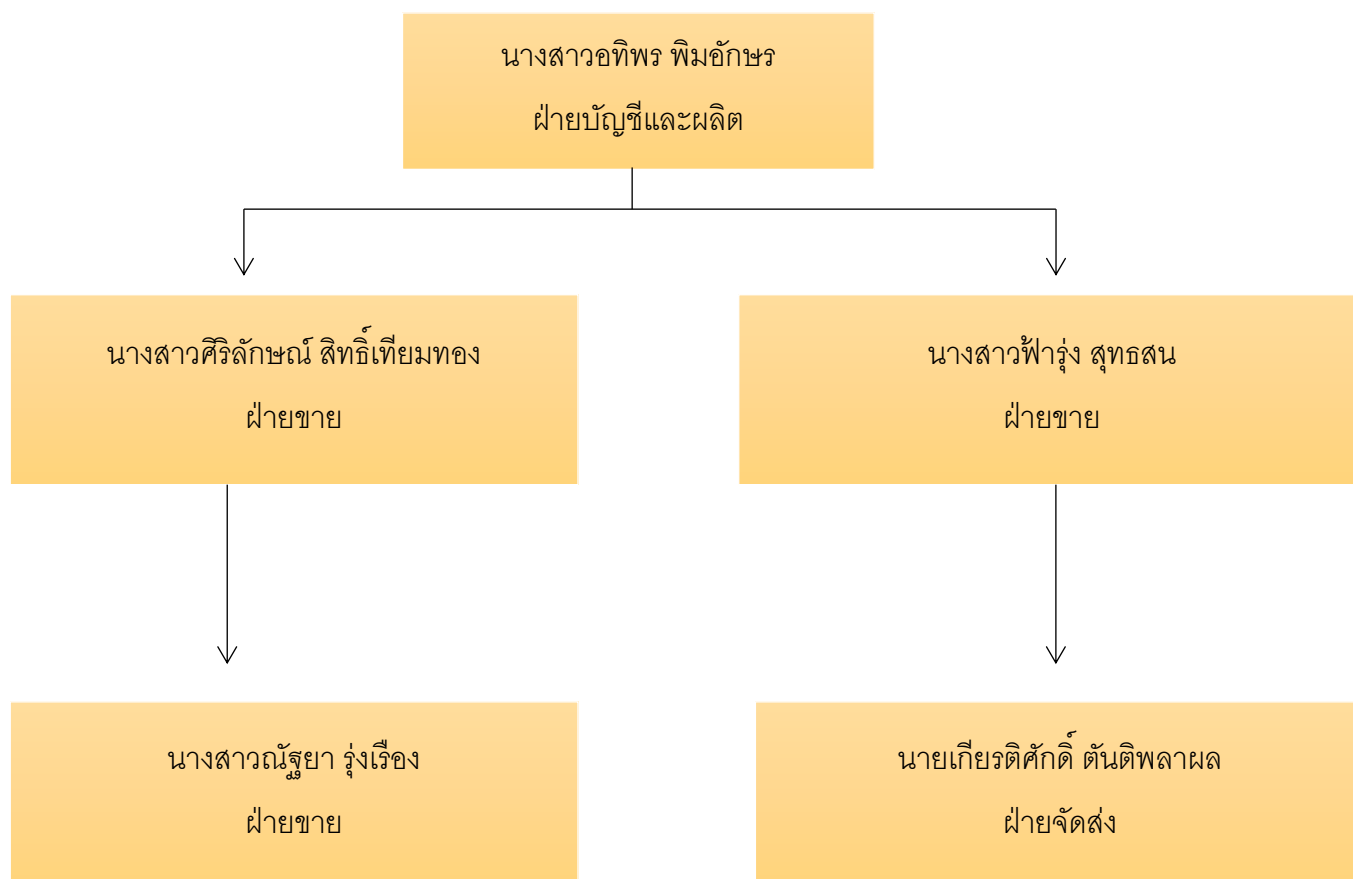 นางสาวอทิพร พิมอักษร
ฝ่ายบัญชีและผลิต
นางสาวศิริลักษณ์ สิทธิ์เทียมทอง
ฝ่ายขาย
นางสาวฟ้ารุ่ง สุทธสน
ฝ่ายขาย
นางสาวณัฐยา รุ่งเรือง
ฝ่ายขาย
นายเกียรติศักดิ์ ตันติพลาผล
ฝ่ายจัดส่ง